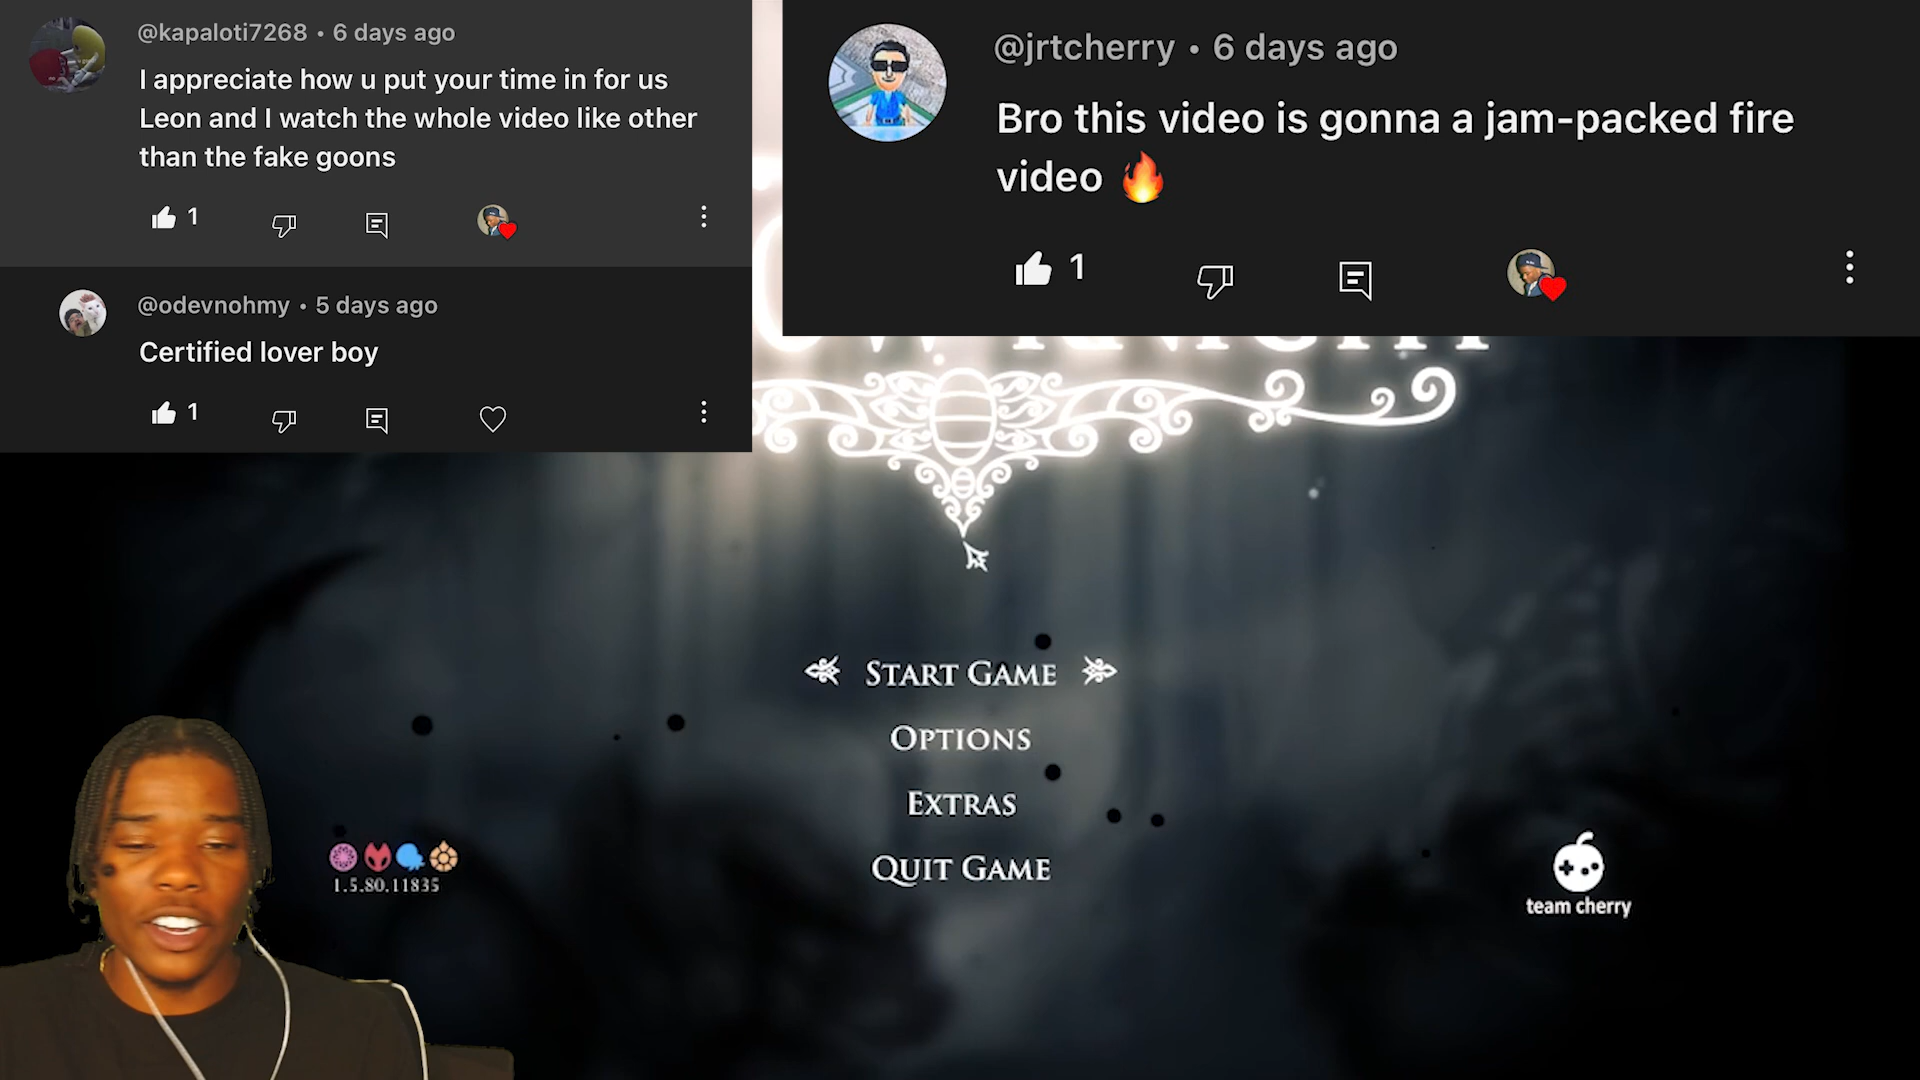 @kapaloti7268 • 6 days ago
I appreciate how u put your time in for us
Leon and I watch the whole video like other
than the fake goons
1
@odevnohmy • 5 days ago
Certified lover boy
1
@jrtcherry • 6 days ago
Bro this video is gonna a jam-packed fire
video 🔥
1
KNIGHT
START GAME
OPTIONS
EXTRAS
QUIT GAME
1.5.80.11835
team cherry